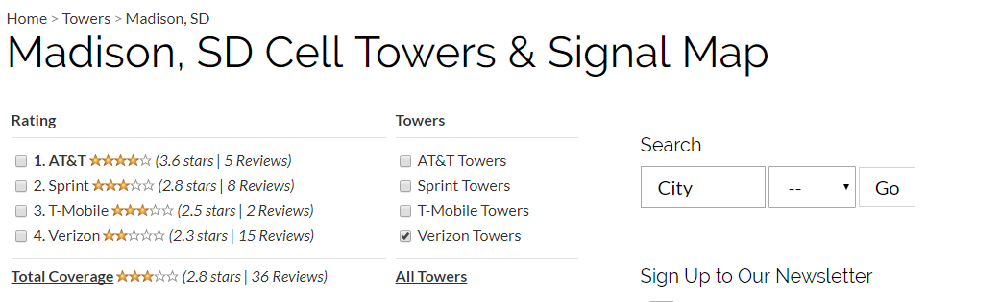 Home > Towers > Madison, SD
Madison, SD Cell Towers & Signal Map
Rating
1. AT&T (3.6 stars | 5 Reviews)
2. Sprint (2.8 stars | 8 Reviews)
3. T-Mobile (2.5 stars | 2 Reviews)
4. Verizon (2.3 stars | 15 Reviews)
Total Coverage (2.8 stars | 36 Reviews)
Towers
AT&T Towers
Sprint Towers
T-Mobile Towers
Verizon Towers
All Towers
Search
City -- Go
Sign Up to Our Newsletter